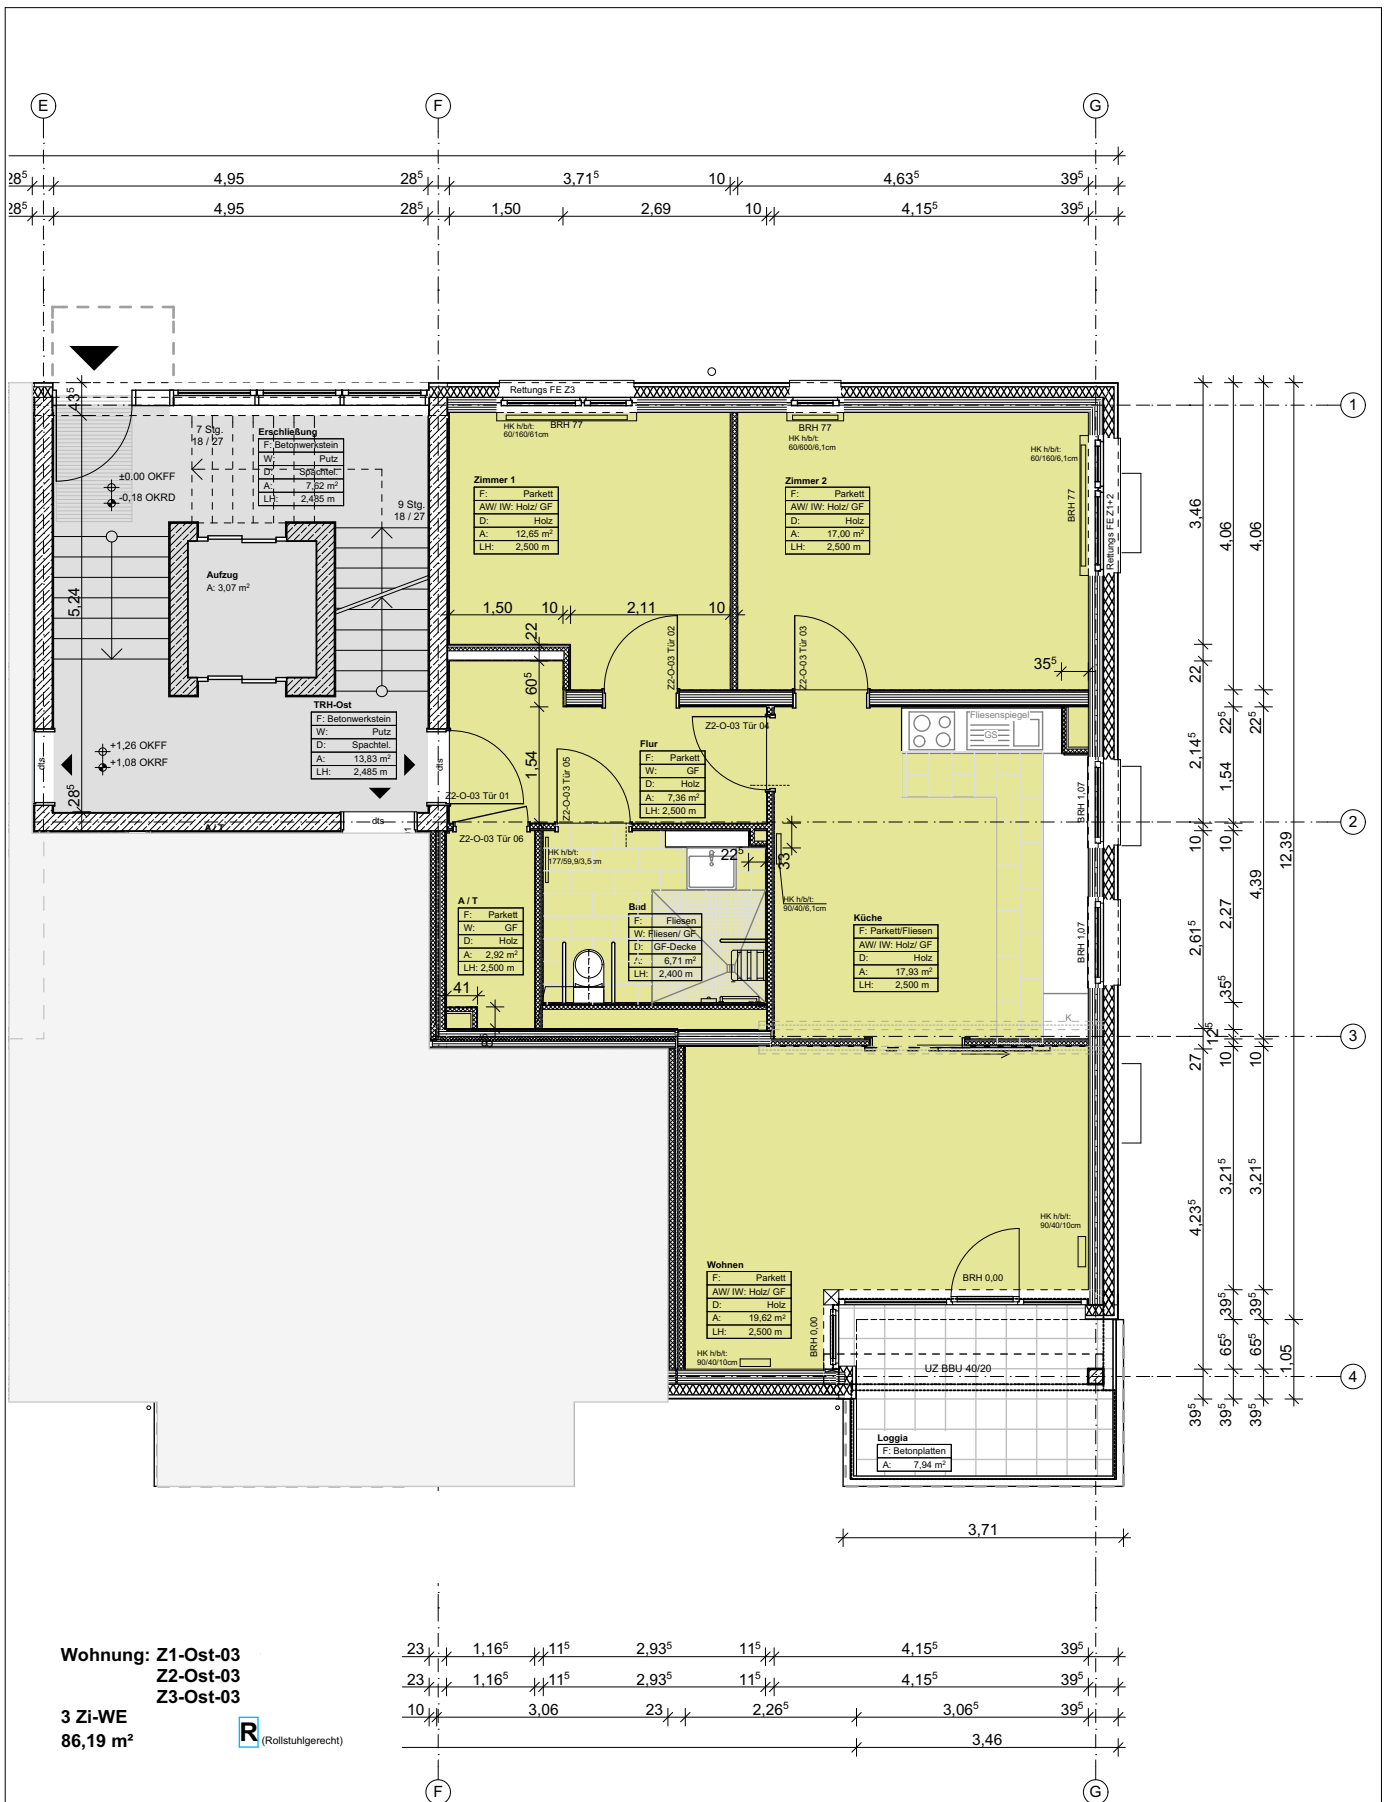 E
F
G
28⁵ 4,95 28⁵ 3,71⁵ 10 4,63⁵ 39⁵
28⁵ 4,95 28⁵ 1,50 2,69 10 4,15⁵ 39⁵
43⁵
5,24
28⁵
7 Stg.
18 / 27
Erschließung
F: Betonwerkstein
W: Putz
D: Spachtel.
A: 7,62 m²
LH: 2,485 m
±0.00 OKFF
-0,18 OKRD
9 Stg.
18 / 27
Aufzug
A: 3,07 m²
TRH-Ost
F: Betonwerkstein
W: Putz
D: Spachtel.
A: 13,83 m²
LH: 2,485 m
+1,26 OKFF
+1,08 OKRF
dts
dts
dts
A / T
1
Rettungs FE Z3
HK h/b/t:
60/160/61cm
BRH 77
BRH 77
HK h/b/t:
60/600/6,1cm
HK h/b/t:
60/160/6,1cm
BRH 77
Rettungs FE Z1+2
Zimmer 1
F: Parkett
AW/ IW: Holz/ GF
D: Holz
A: 12,65 m²
LH: 2,500 m
Zimmer 2
F: Parkett
AW/ IW: Holz/ GF
D: Holz
A: 17,00 m²
LH: 2,500 m
1,50 10 2,11 10
22
60⁵
1,54
35⁵
Z2-O-03 Tür 02
Z2-O-03 Tür 03
Z2-O-03 Tür 04
Z2-O-03 Tür 05
Z2-O-03 Tür 01
Z2-O-03 Tür 06
Flur
F: Parkett
W: GF
D: Holz
A: 7,36 m²
LH: 2,500 m
Fliesenspiegel
GS
BRH 1,07
BRH 1,07
HK h/b/t:
177/59,9/3,5cm
22⁵
33
HK h/b/t:
90/40/6,1cm
A / T
F: Parkett
W: GF
D: Holz
A: 2,92 m²
LH: 2,500 m
41
Bad
F: Fliesen
W: Fliesen/ GF
D: GF-Decke
A: 6,71 m²
LH: 2,400 m
Küche
F: Parkett/Fliesen
AW/ IW: Holz/ GF
D: Holz
A: 17,93 m²
LH: 2,500 m
K
Wohnen
F: Parkett
AW/ IW: Holz/ GF
D: Holz
A: 19,62 m²
LH: 2,500 m
HK h/b/t:
90/40/10cm
HK h/b/t:
90/40/10cm
BRH 0,00
BRH 0,00
UZ BBU 40/20
Loggia
F: Betonplatten
A: 7,94 m²
3,71
1
2
3
4
3,46 22 2,14⁵ 10 2,61⁵ 12⁵ 27 4,23⁵ 39⁵
4,06 22⁵ 1,54 10 2,27 35⁵ 10 3,21⁵ 39⁵ 65⁵ 39⁵
4,06 22⁵ 4,39 10 3,21⁵ 39⁵ 65⁵ 39⁵
12,39 1,05
Wohnung: Z1-Ost-03
Z2-Ost-03
Z3-Ost-03
3 Zi-WE
86,19 m²
R (Rollstuhlgerecht)
23 1,16⁵ 11⁵ 2,93⁵ 11⁵ 4,15⁵ 39⁵
23 1,16⁵ 11⁵ 2,93⁵ 11⁵ 4,15⁵ 39⁵
10 3,06 23 2,26⁵ 3,06⁵ 39⁵
3,46
F
G